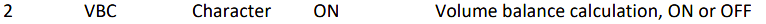 2 VBC Character ON Volume balance calculation, ON or OFF